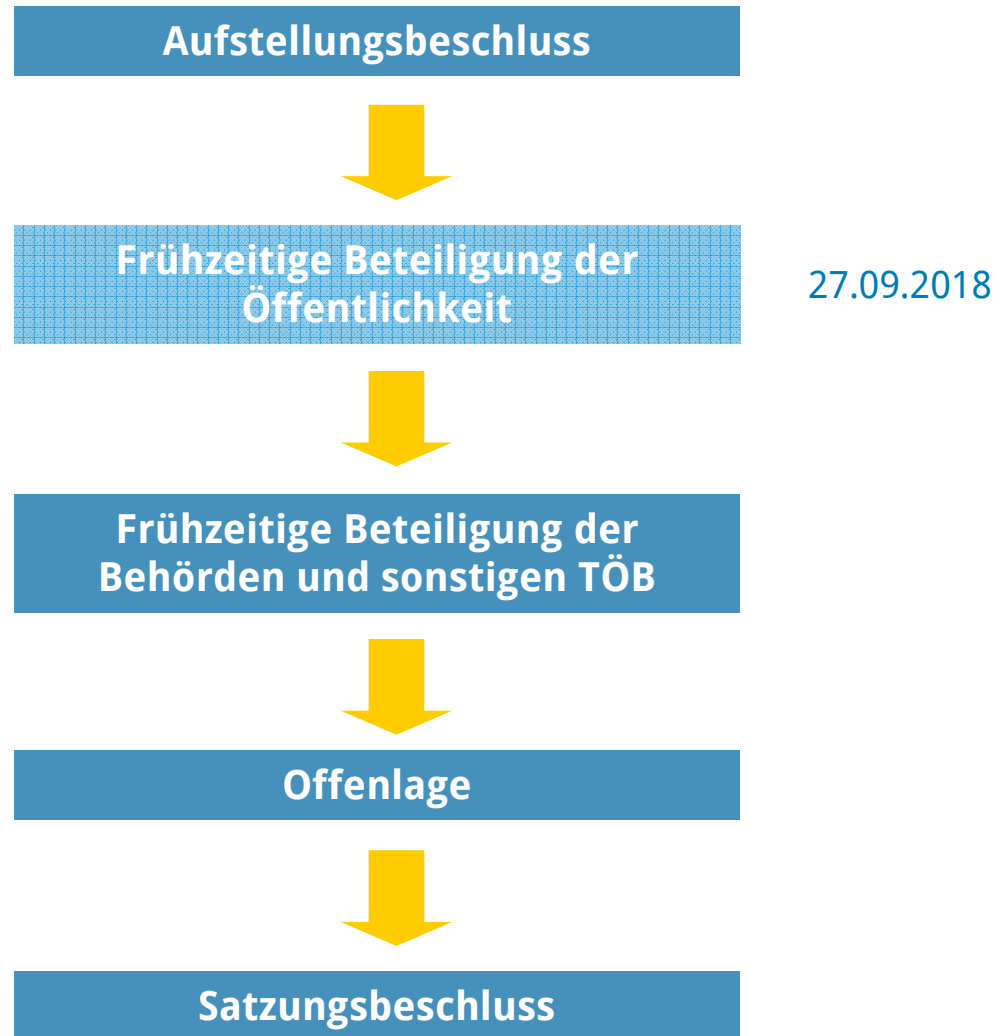 Aufstellungsbeschluss
Frühzeitige Beteiligung der
Öffentlichkeit
27.09.2018
Frühzeitige Beteiligung der
Behörden und sonstigen TÖB
Offenlage
Satzungsbeschluss